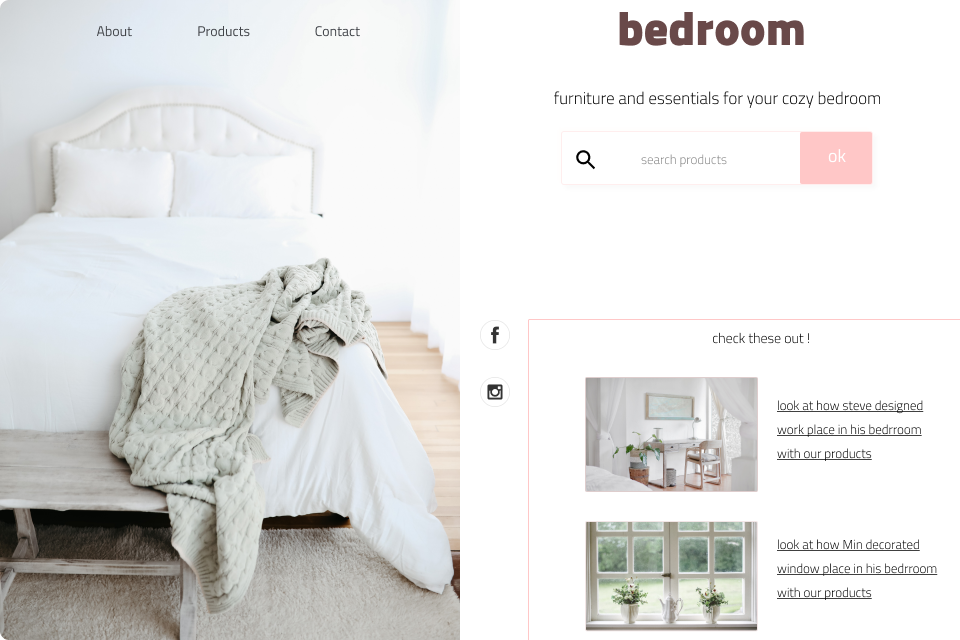 About
Products
Contact
bedroom
furniture and essentials for your cozy bedroom
search products
ok
check these out !
look at how steve designed
work place in his bedrroom
with our products
look at how Min decorated
window place in his bedroom
with our products